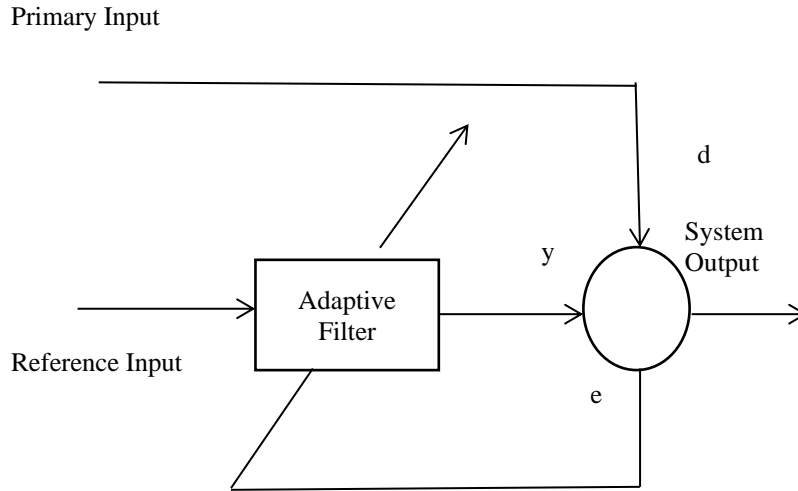 Primary Input
d
System
Output
y
Adaptive
Filter
Reference Input
e